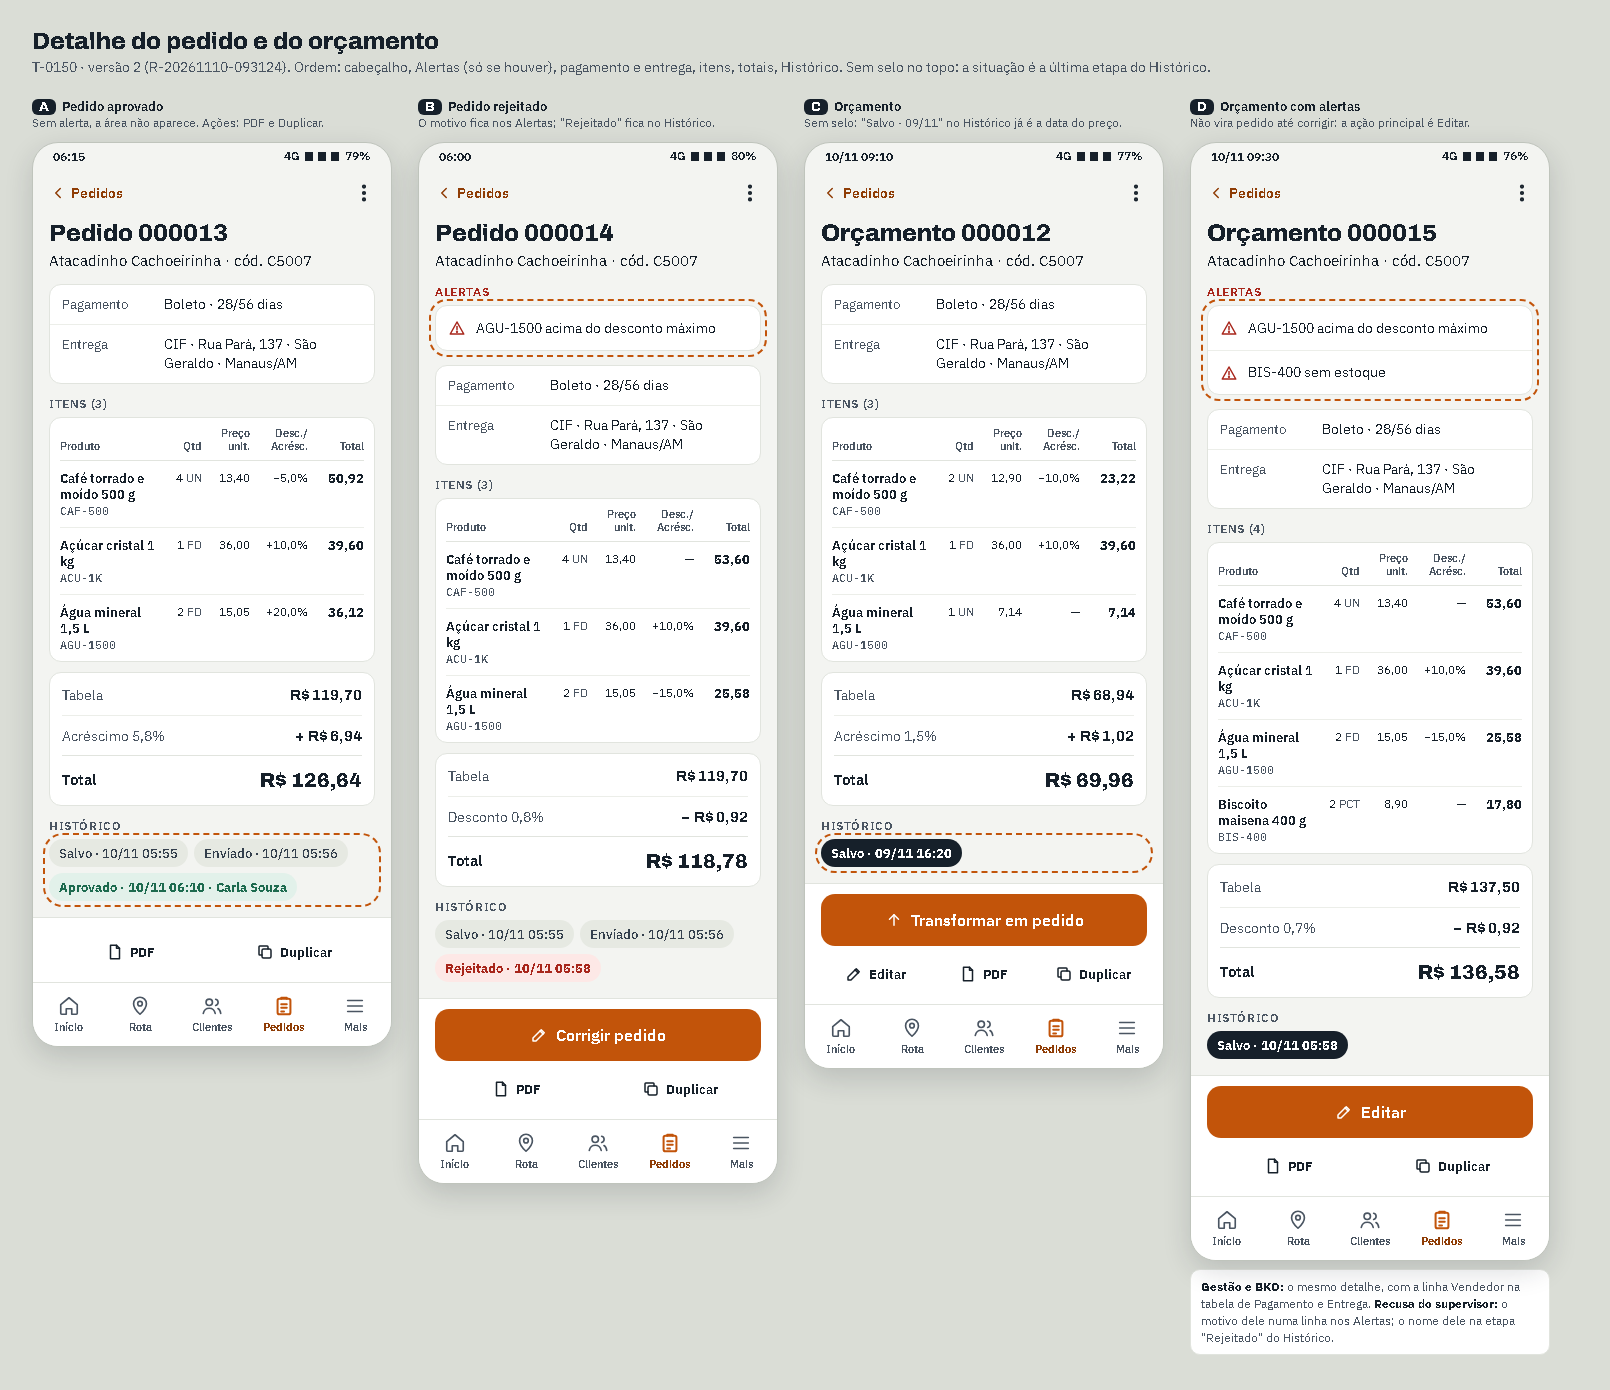 Detalhe do pedido e do orçamento
T-0150 · versão 2 (R-20261110-093124). Ordem: cabeçalho, Alertas (só se houver), pagamento e entrega, itens, totais, Histórico. Sem selo no topo: a situação é a última etapa do Histórico.
A Pedido aprovado
Sem alerta, a área não aparece. Ações: PDF e Duplicar.
06:15 4G 79%
Pedidos
Pedido 000013
Atacadinho Cachoeirinha · cód. C5007
Pagamento Boleto · 28/56 dias
Entrega CIF · Rua Pará, 137 · São
Geraldo · Manaus/AM
ITENS (3)
Preço Desc./
Produto Qtd unit. Acrésc. Total
Café torrado e 4 UN 13,40 −5,0% 50,92
moído 500 g
CAF-500
Açúcar cristal 1 1 FD 36,00 +10,0% 39,60
kg
ACU-1K
Água mineral 2 FD 15,05 +20,0% 36,12
1,5 L
AGU-1500
Tabela R$ 119,70
Acréscimo 5,8% + R$ 6,94
Total R$ 126,64
HISTÓRICO
Salvo · 10/11 05:55 Enviado · 10/11 05:56
Aprovado · 10/11 06:10 · Carla Souza
PDF Duplicar
Início Rota Clientes Pedidos Mais
B Pedido rejeitado
O motivo fica nos Alertas; "Rejeitado" fica no Histórico.
06:00 4G 80%
Pedidos
Pedido 000014
Atacadinho Cachoeirinha · cód. C5007
ALERTAS
AGU-1500 acima do desconto máximo
Pagamento Boleto · 28/56 dias
Entrega CIF · Rua Pará, 137 · São
Geraldo · Manaus/AM
ITENS (3)
Preço Desc./
Produto Qtd unit. Acrésc. Total
Café torrado e 4 UN 13,40 — 53,60
moído 500 g
CAF-500
Açúcar cristal 1 1 FD 36,00 +10,0% 39,60
kg
ACU-1K
Água mineral 2 FD 15,05 −15,0% 25,58
1,5 L
AGU-1500
Tabela R$ 119,70
Desconto 0,8% − R$ 0,92
Total R$ 118,78
HISTÓRICO
Salvo · 10/11 05:55 Enviado · 10/11 05:56
Rejeitado · 10/11 05:58
Corrigir pedido
PDF Duplicar
Início Rota Clientes Pedidos Mais
C Orçamento
Sem selo: "Salvo · 09/11" no Histórico já é a data do preço.
10/11 09:10 4G 77%
Pedidos
Orçamento 000012
Atacadinho Cachoeirinha · cód. C5007
Pagamento Boleto · 28/56 dias
Entrega CIF · Rua Pará, 137 · São
Geraldo · Manaus/AM
ITENS (3)
Preço Desc./
Produto Qtd unit. Acrésc. Total
Café torrado e 2 UN 12,90 −10,0% 23,22
moído 500 g
CAF-500
Açúcar cristal 1 1 FD 36,00 +10,0% 39,60
kg
ACU-1K
Água mineral 1 UN 7,14 — 7,14
1,5 L
AGU-1500
Tabela R$ 68,94
Acréscimo 1,5% + R$ 1,02
Total R$ 69,96
HISTÓRICO
Salvo · 09/11 16:20
Transformar em pedido
Editar PDF Duplicar
Início Rota Clientes Pedidos Mais
D Orçamento com alertas
Não vira pedido até corrigir: a ação principal é Editar.
10/11 09:30 4G 76%
Pedidos
Orçamento 000015
Atacadinho Cachoeirinha · cód. C5007
ALERTAS
AGU-1500 acima do desconto máximo
BIS-400 sem estoque
Pagamento Boleto · 28/56 dias
Entrega CIF · Rua Pará, 137 · São
Geraldo · Manaus/AM
ITENS (4)
Preço Desc./
Produto Qtd unit. Acrésc. Total
Café torrado e 4 UN 13,40 — 53,60
moído 500 g
CAF-500
Açúcar cristal 1 1 FD 36,00 +10,0% 39,60
kg
ACU-1K
Água mineral 2 FD 15,05 −15,0% 25,58
1,5 L
AGU-1500
Biscoito 2 PCT 8,90 — 17,80
maisena 400 g
BIS-400
Tabela R$ 137,50
Desconto 0,7% − R$ 0,92
Total R$ 136,58
HISTÓRICO
Salvo · 10/11 05:58
Editar
PDF Duplicar
Início Rota Clientes Pedidos Mais
Gestão e BKO: o mesmo detalhe, com a linha Vendedor na
tabela de Pagamento e Entrega. Recusa do supervisor: o
motivo dele numa linha nos Alertas; o nome dele na etapa
"Rejeitado" do Histórico.